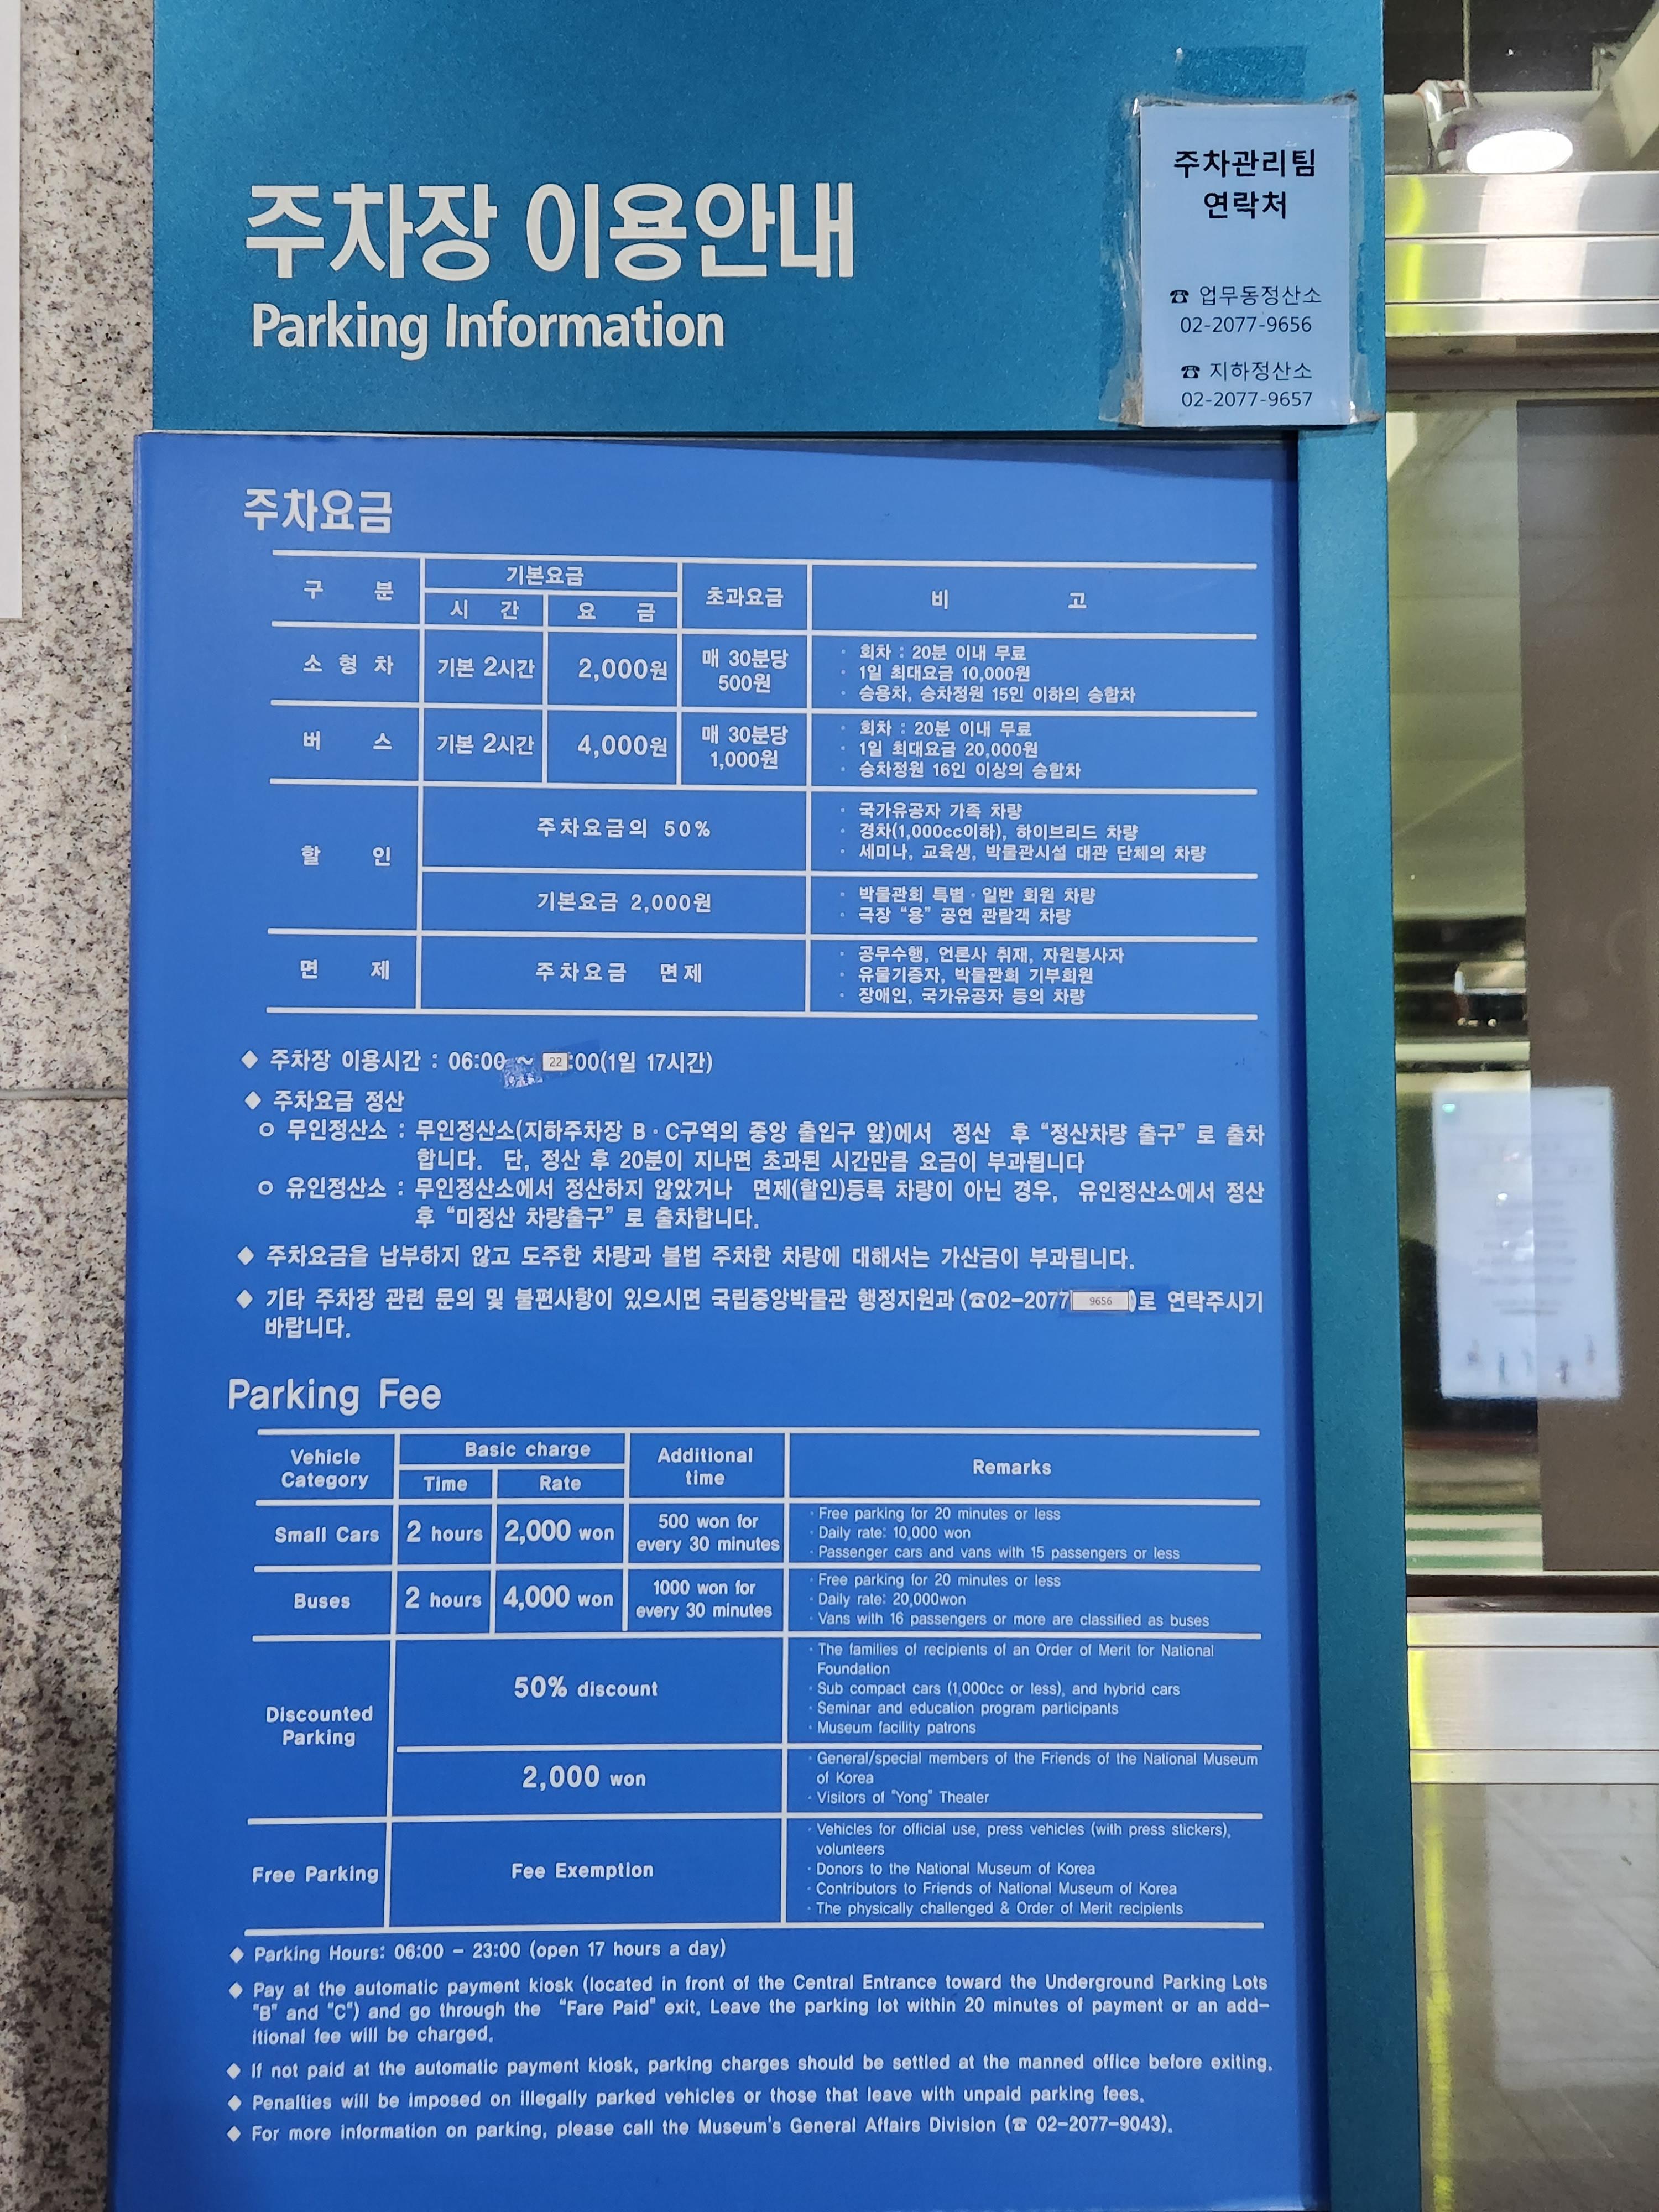 주차관리팀
연락처
☎ 업무동정산소
02-2077-9656
☎ 지하정산소
02-2077-9657
주차장 이용안내
Parking Information
주차요금
구 분
기본요금
시 간
요 금
초과요금
비 고
소 형 차
기본 2시간
2,000원
매 30분당
500원
· 회차 : 20분 이내 무료
· 1일 최대요금 10,000원
· 승용차, 승차정원 15인 이하의 승합차
버 스
기본 2시간
4,000원
매 30분당
1,000원
· 회차 : 20분 이내 무료
· 1일 최대요금 20,000원
· 승차정원 16인 이상의 승합차
할 인
주차요금의 50%
· 국가유공자 가족 차량
· 경차(1,000cc이하), 하이브리드 차량
· 세미나, 교육생, 박물관시설 대관 단체의 차량
기본요금 2,000원
· 박물관회 특별·일반 회원 차량
· 극장 “용” 공연 관람객 차량
면 제
주차요금 면제
· 공무수행, 언론사 취재, 자원봉사자
· 유물기증자, 박물관회 기부회원
· 장애인, 국가유공자 등의 차량
◆ 주차장 이용시간 : 06:00 ~ 22:00(1일 17시간)
◆ 주차요금 정산
○ 무인정산소 : 무인정산소(지하주차장 B·C구역의 중앙 출입구 앞)에서 정산 후 “정산차량 출구” 로 출차
합니다. 단, 정산 후 20분이 지나면 초과된 시간만큼 요금이 부과됩니다
○ 유인정산소 : 무인정산소에서 정산하지 않았거나 면제(할인)등록 차량이 아닌 경우, 유인정산소에서 정산
후 “미정산 차량출구” 로 출차합니다.
◆ 주차요금을 납부하지 않고 도주한 차량과 불법 주차한 차량에 대해서는 가산금이 부과됩니다.
◆ 기타 주차장 관련 문의 및 불편사항이 있으시면 국립중앙박물관 행정지원과(☎02-2077 9656 )로 연락주시기
바랍니다.
Parking Fee
Vehicle
Category
Basic charge
Time
Rate
Additional
time
Remarks
Small Cars
2 hours
2,000 won
500 won for
every 30 minutes
· Free parking for 20 minutes or less
· Daily rate: 10,000 won
· Passenger cars and vans with 15 passengers or less
Buses
2 hours
4,000 won
1000 won for
every 30 minutes
· Free parking for 20 minutes or less
· Daily rate: 20,000won
· Vans with 16 passengers or more are classified as buses
Discounted
Parking
50% discount
· The families of recipients of an Order of Merit for National
Foundation
· Sub compact cars (1,000cc or less), and hybrid cars
· Seminar and education program participants
· Museum facility patrons
2,000 won
· General/special members of the Friends of the National Museum
of Korea
· Visitors of "Yong" Theater
Free Parking
Fee Exemption
· Vehicles for official use, press vehicles (with press stickers),
volunteers
· Donors to the National Museum of Korea
· Contributors to Friends of National Museum of Korea
· The physically challenged & Order of Merit recipients
◆ Parking Hours: 06:00 – 23:00 (open 17 hours a day)
◆ Pay at the automatic payment kiosk (located in front of the Central Entrance toward the Underground Parking Lots
"B" and "C") and go through the "Fare Paid" exit. Leave the parking lot within 20 minutes of payment or an add-
itional fee will be charged.
◆ If not paid at the automatic payment kiosk, parking charges should be settled at the manned office before exiting.
◆ Penalties will be imposed on illegally parked vehicles or those that leave with unpaid parking fees.
◆ For more information on parking, please call the Museum's General Affairs Division (☎ 02-2077-9043).